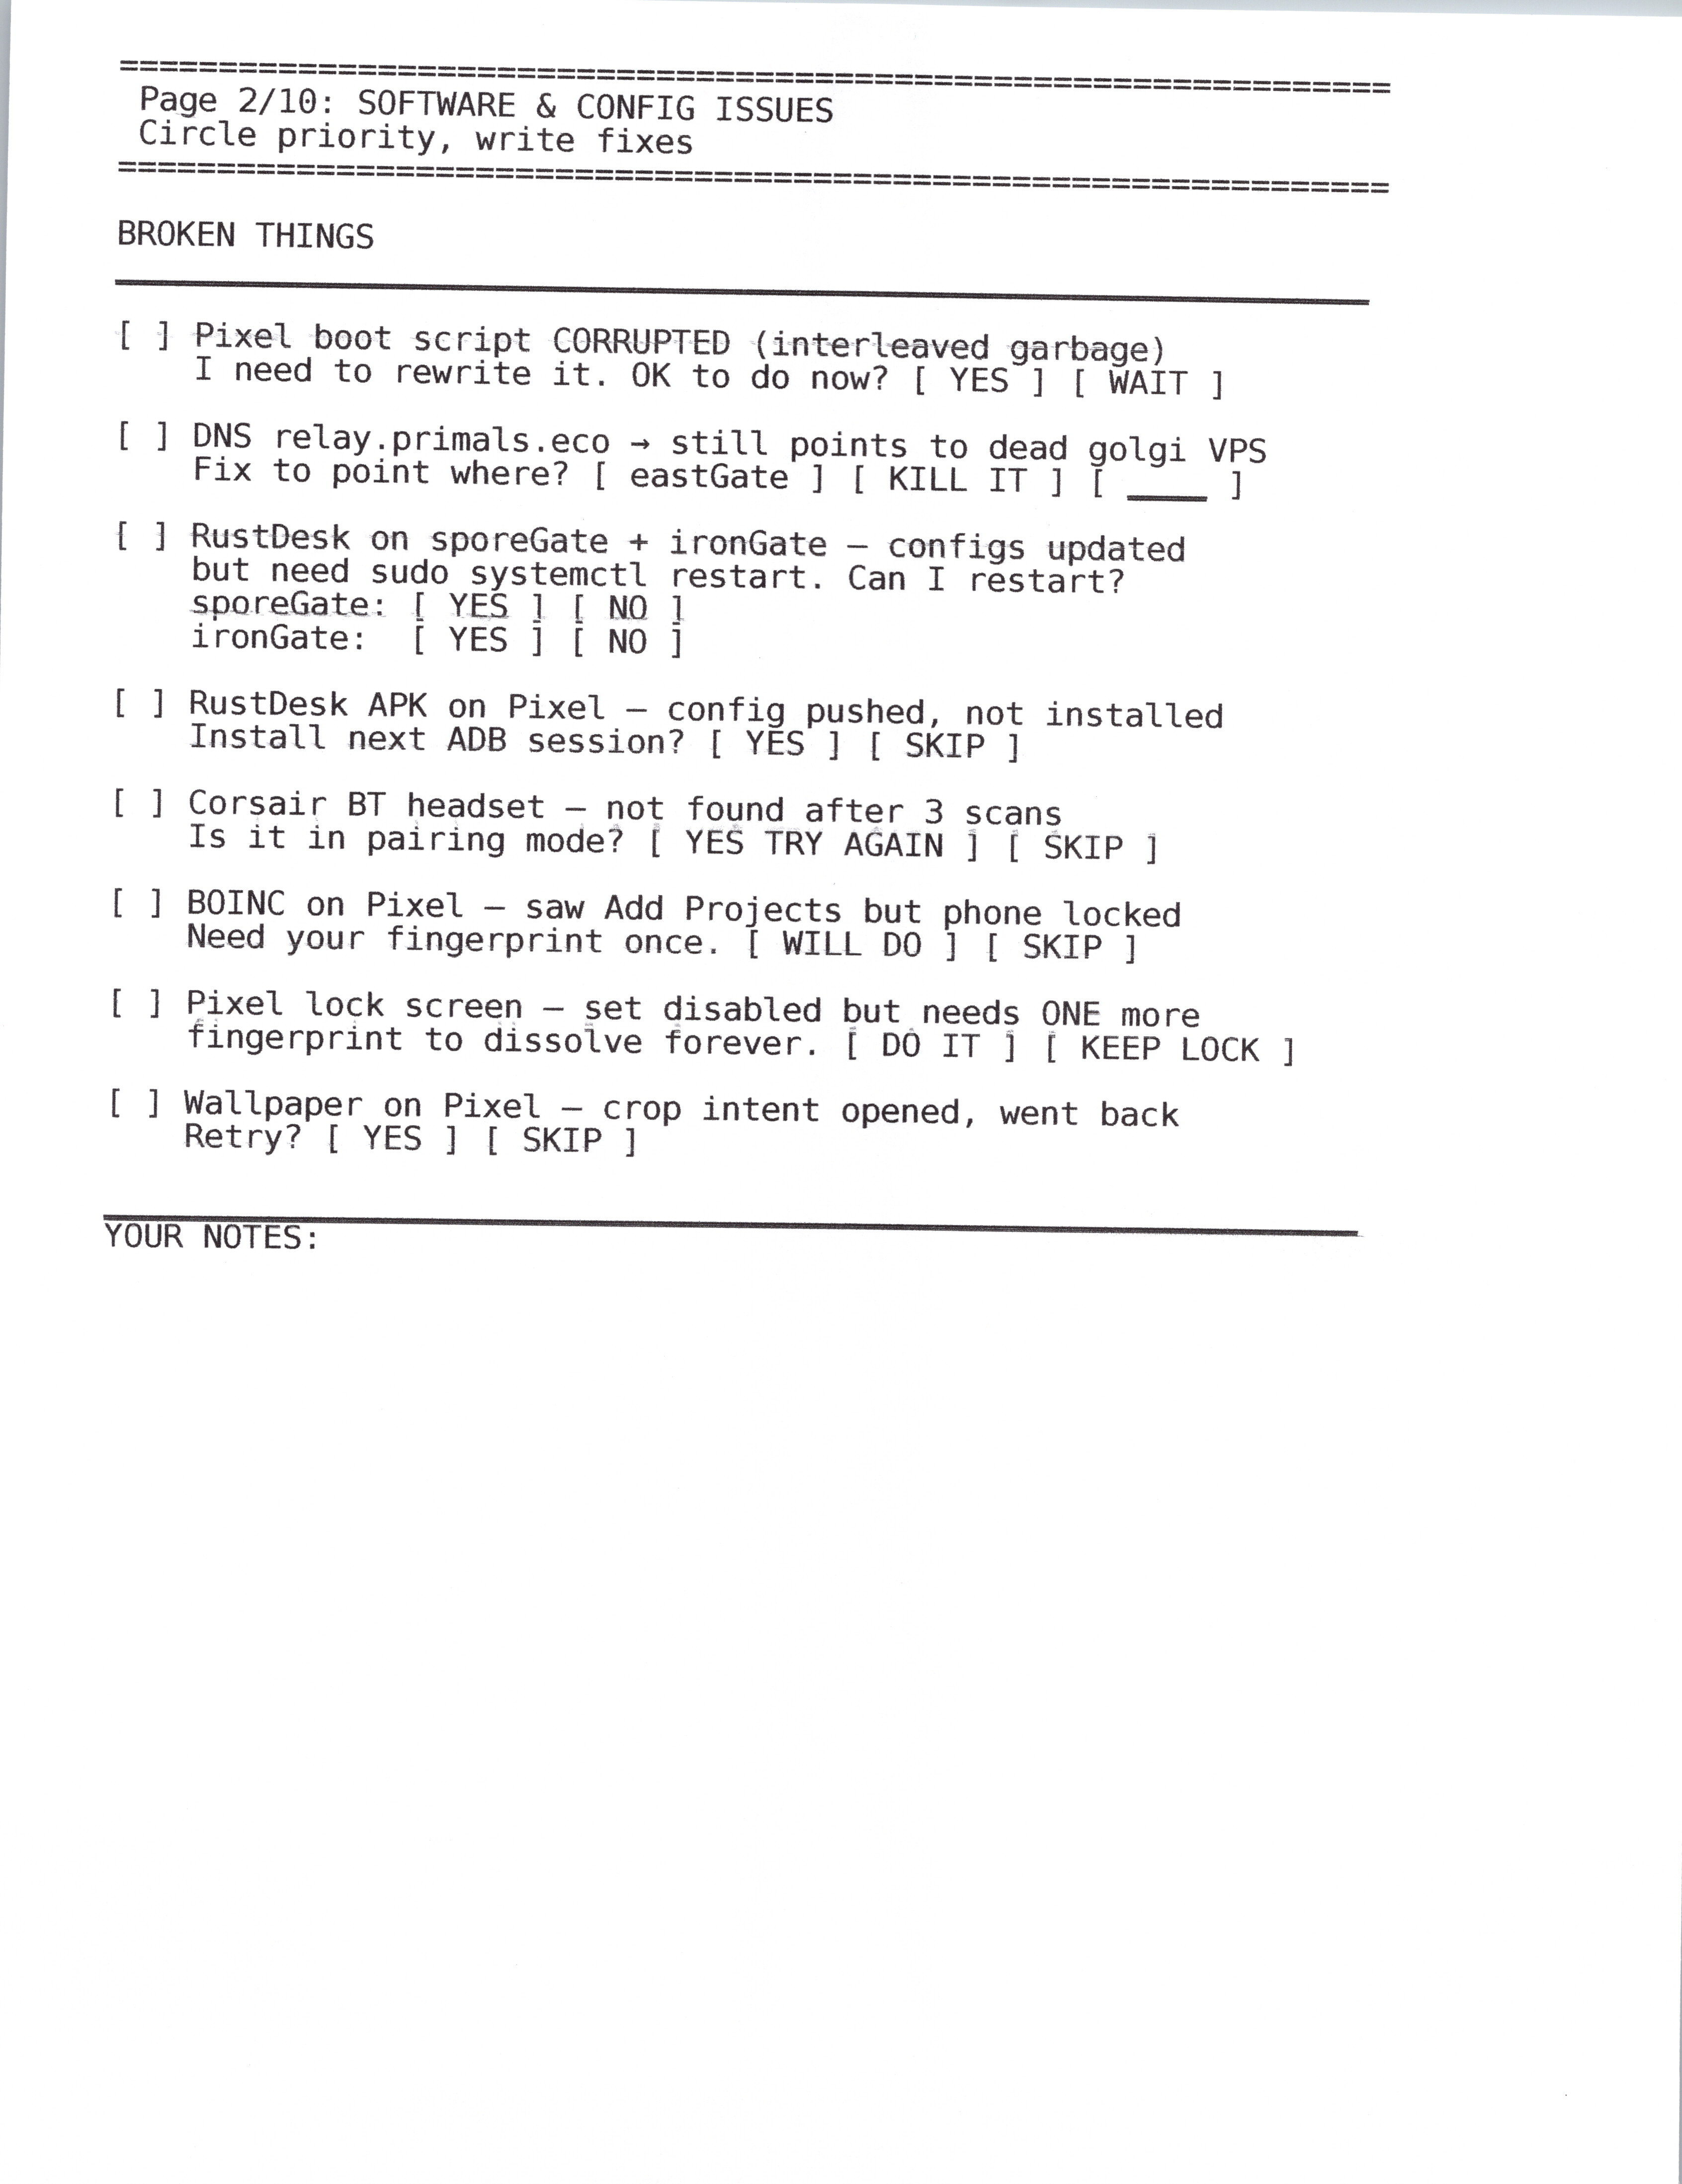 ================================================================
Page 2/10: SOFTWARE & CONFIG ISSUES
Circle priority, write fixes
================================================================
BROKEN THINGS
[ ] Pixel boot script CORRUPTED (interleaved garbage)
I need to rewrite it. OK to do now? [ YES ] [ WAIT ]
[ ] DNS relay.primals.eco → still points to dead golgi VPS
Fix to point where? [ eastGate ] [ KILL IT ] [ ____ ]
[ ] RustDesk on sporeGate + ironGate — configs updated
but need sudo systemctl restart. Can I restart?
sporeGate: [ YES ] [ NO ]
ironGate: [ YES ] [ NO ]
[ ] RustDesk APK on Pixel — config pushed, not installed
Install next ADB session? [ YES ] [ SKIP ]
[ ] Corsair BT headset — not found after 3 scans
Is it in pairing mode? [ YES TRY AGAIN ] [ SKIP ]
[ ] BOINC on Pixel — saw Add Projects but phone locked
Need your fingerprint once. [ WILL DO ] [ SKIP ]
[ ] Pixel lock screen — set disabled but needs ONE more
fingerprint to dissolve forever. [ DO IT ] [ KEEP LOCK ]
[ ] Wallpaper on Pixel — crop intent opened, went back
Retry? [ YES ] [ SKIP ]
YOUR NOTES: